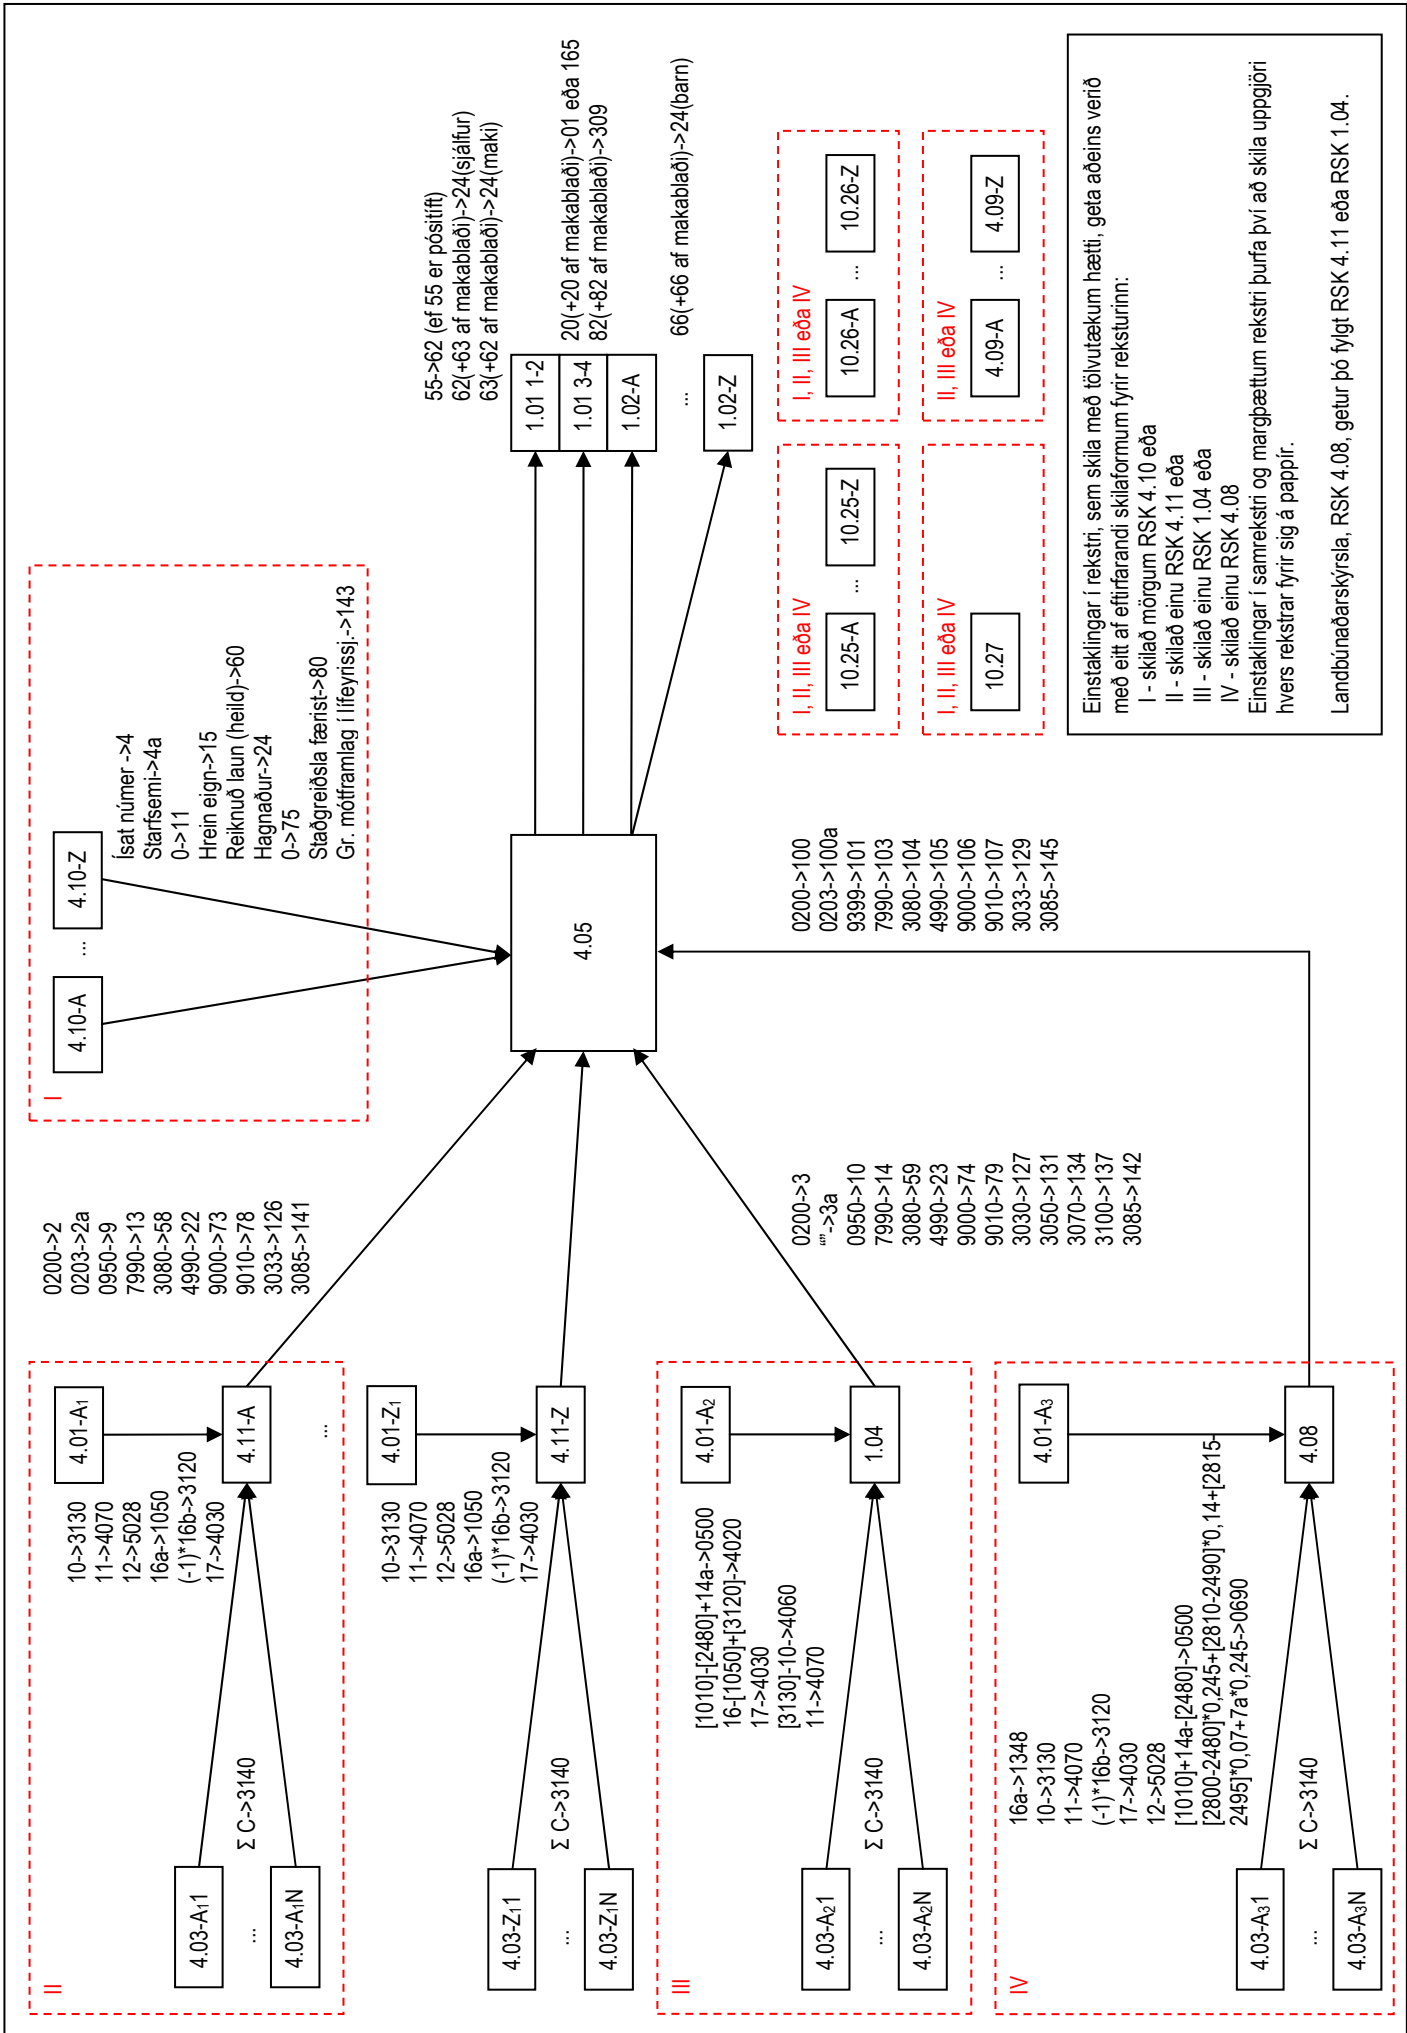 II
4.03-A₁1
...
4.03-A₁N
Σ C->3140
10->3130
11->4070
12->5028
16a->1050
(-1)*16b->3120
17->4030
4.01-A₁
4.11-A
...
0200->2
0203->2a
0950->9
7990->13
3080->58
4990->22
9000->73
9010->78
3033->126
3085->141
4.03-Z₁1
...
4.03-Z₁N
Σ C->3140
10->3130
11->4070
12->5028
16a->1050
(-1)*16b->3120
17->4030
4.01-Z₁
4.11-Z
III
4.03-A₂1
...
4.03-A₂N
Σ C->3140
[1010]-[2480]+14a->0500
16-[1050]+[3120]->4020
17->4030
[3130]-10->4060
11->4070
4.01-A₂
1.04
0200->3
""->3a
0950->10
7990->14
3080->59
4990->23
9000->74
9010->79
3030->127
3050->131
3070->134
3100->137
3085->142
IV
4.03-A₃1
...
4.03-A₃N
Σ C->3140
16a->1348
10->3130
11->4070
(-1)*16b->3120
17->4030
12->5028
[1010]+14a-[2480]->0500
[2800-2480]*0,245+[2810-2490]*0,14+[2815-
2495]*0,07+7a*0,245->0690
4.01-A₃
4.08
0200->100
0203->100a
9399->101
7990->103
3080->104
4990->105
9000->106
9010->107
3033->129
3085->145
I
4.10-A
...
4.10-Z
Ísat númer ->4
Starfsemi->4a
0->11
Hrein eign->15
Reiknuð laun (heild)->60
Hagnaður->24
0->75
Staðgreiðsla færist->80
Gr. mótframlag í lífeyrissj.->143
4.05
55->62 (ef 55 er pósitíft)
62(+63 af makablaði)->24(sjálfur)
63(+62 af makablaði)->24(maki)
20(+20 af makablaði)->01 eða 165
82(+82 af makablaði)->309
66(+66 af makablaði)->24(barn)
1.01 1-2
1.01 3-4
1.02-A
...
1.02-Z
I, II, III eða IV
10.25-A
...
10.25-Z
I, II, III eða IV
10.26-A
...
10.26-Z
I, II, III eða IV
10.27
II, III eða IV
4.09-A
...
4.09-Z
Einstaklingar í rekstri, sem skila með tölvutækum hætti, geta aðeins verið
með eitt af eftirfarandi skilaformum fyrir reksturinn:
I - skilað mörgum RSK 4.10 eða
II - skilað einu RSK 4.11 eða
III - skilað einu RSK 1.04 eða
IV - skilað einu RSK 4.08
Einstaklingar í samrekstri og margþættum rekstri þurfa því að skila uppgjöri
hvers rekstrar fyrir sig á pappír.
Landbúnaðarskýrsla, RSK 4.08, getur þó fylgt RSK 4.11 eða RSK 1.04.